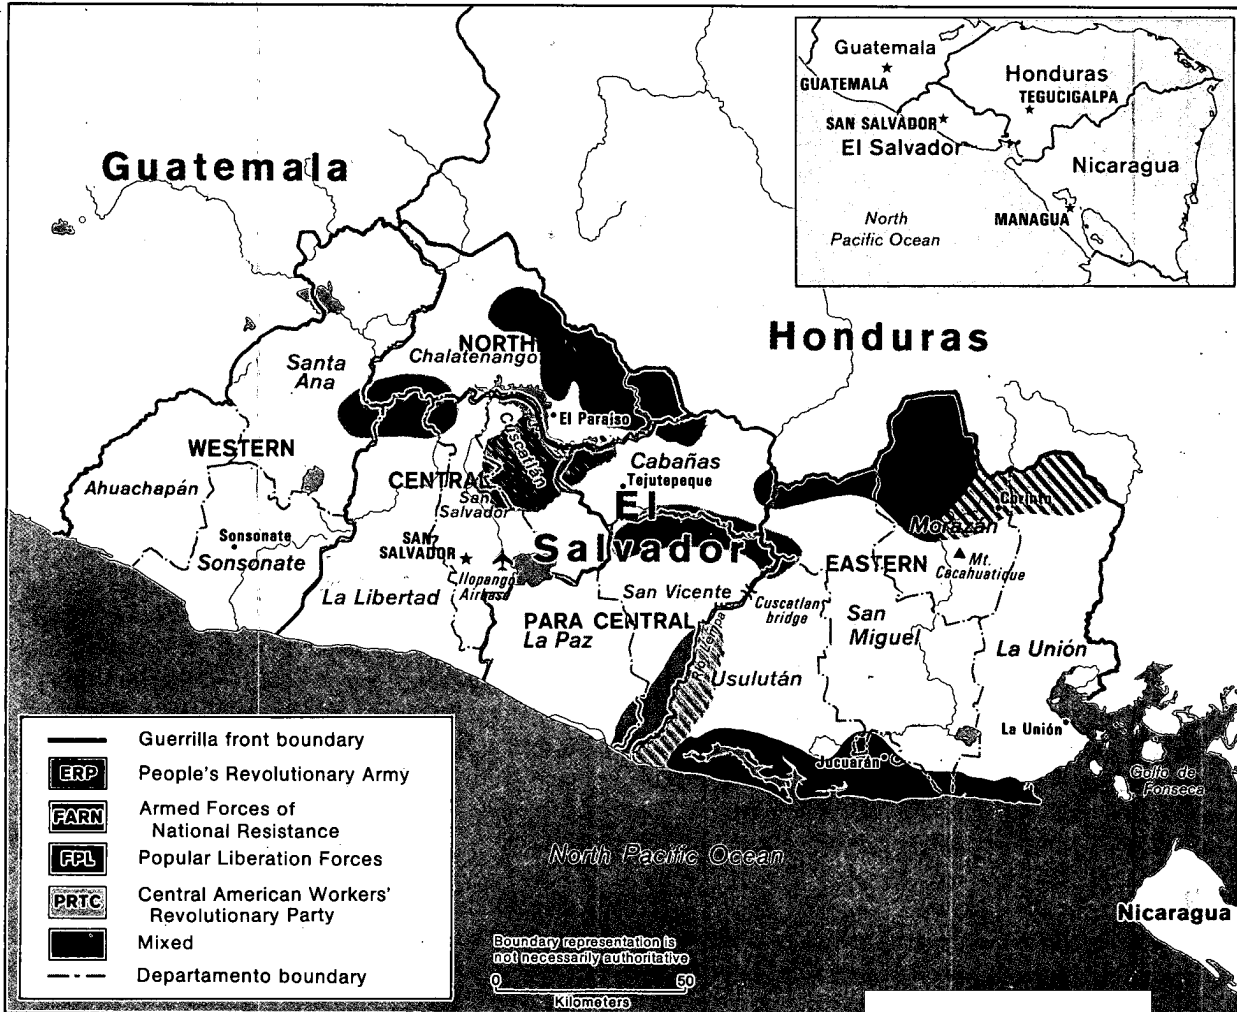 Guatemala
GUATEMALA
Honduras
TEGUCIGALPA
SAN SALVADOR
El Salvador
Nicaragua
MANAGUA
North
Pacific Ocean
Guatemala
Honduras
NORTH
Chalatenango
Santa
Ana
El Paraíso
Cuscatlán
WESTERN
CENTRAL
San
Salvador
Cabañas
Tejutepeque
Ahuachapán
El
Salvador
Corinto
Morazán
Mt.
Cacahuatique
EASTERN
Sonsonate
Sonsonate
SAN
SALVADOR
Ilopango
Airbase
La Libertad
San Vicente
Cuscatlan
bridge
San
Miguel
PARA CENTRAL
La Paz
Río Lempa
Usulután
La Unión
La Unión
Jucuarán
Golfo de
Fonseca
North Pacific Ocean
Nicaragua
Guerrilla front boundary
ERP People's Revolutionary Army
FARN Armed Forces of
National Resistance
FPL Popular Liberation Forces
PRTC Central American Workers'
Revolutionary Party
Mixed
Departamento boundary
Boundary representation is
not necessarily authoritative
0 50
Kilometers